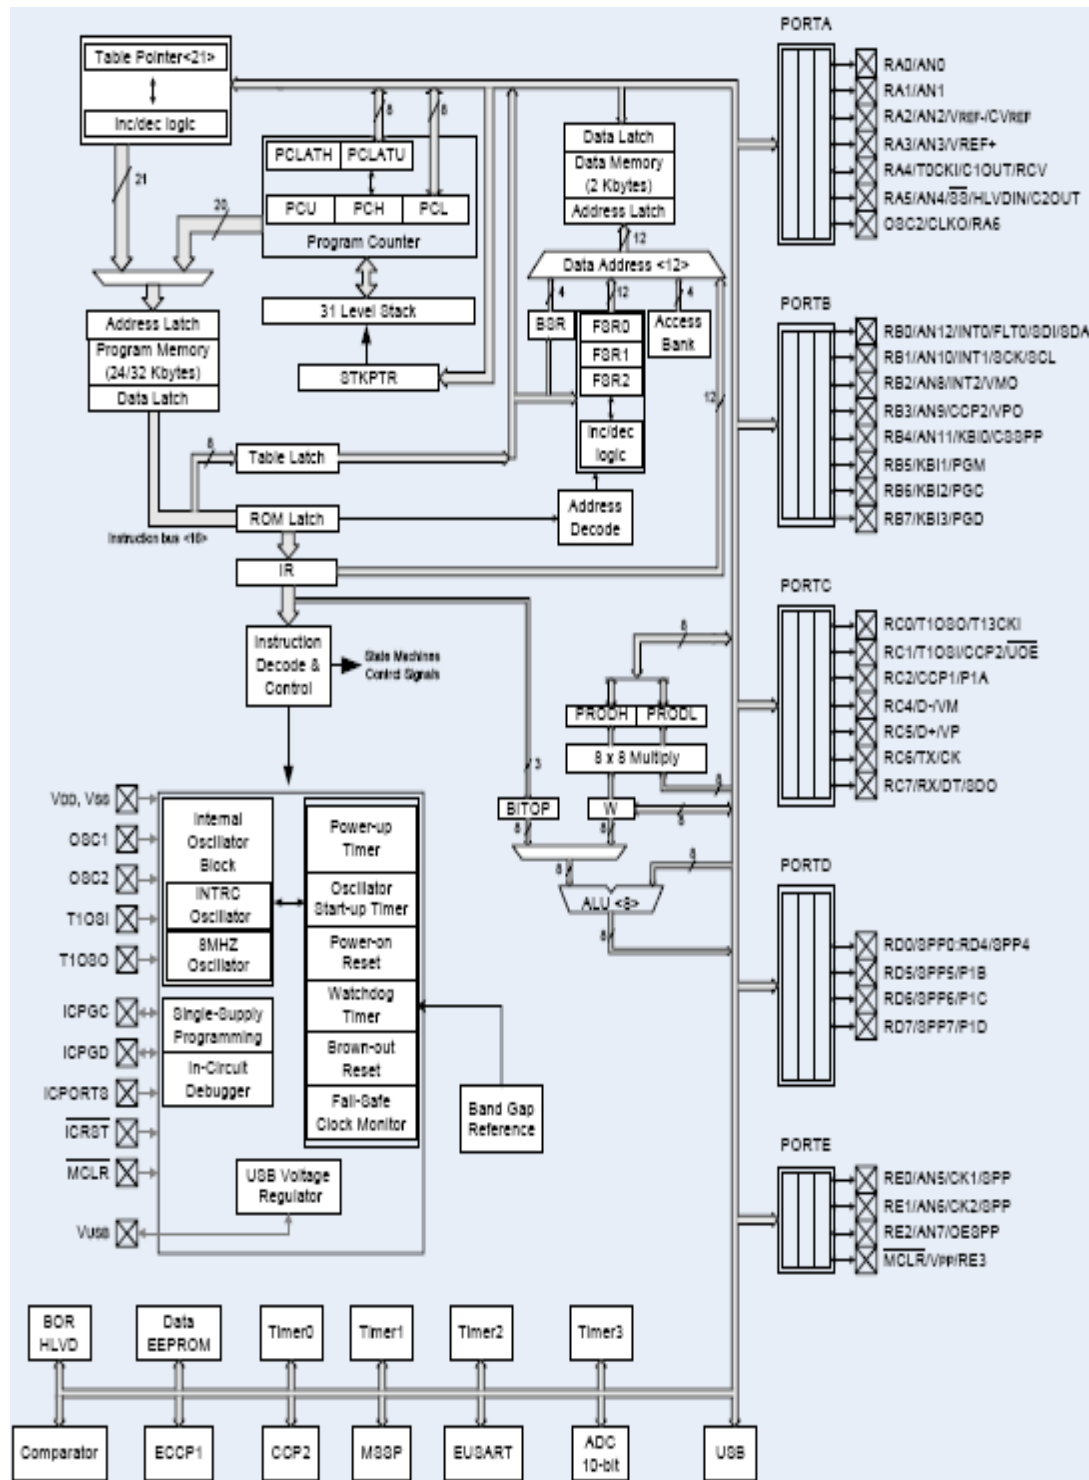 PORTA
Table Pointer<21>
inc/dec logic
21
20
PCLATH
PCLATU
8
8
PCU
PCH
PCL
Program Counter
31 Level Stack
STKPTR
Data Latch
Data Memory
(2 Kbytes)
Address Latch
12
Data Address <12>
4
12
4
BSR
FSR0
FSR1
FSR2
inc/dec
logic
Access
Bank
12
Address Latch
Program Memory
(24/32 Kbytes)
Data Latch
8
Table Latch
ROM Latch
Address
Decode
Instruction bus <16>
IR
Instruction
Decode &
Control
State Machines
Control Signals
8
PRODH
PRODL
8 x 8 Multiply
3
8
BITOP
W
8
8
8
8
8
ALU <8>
8
RA0/AN0
RA1/AN1
RA2/AN2/VREF-/CVREF
RA3/AN3/VREF+
RA4/T0CKI/C1OUT/RCV
RA5/AN4/SS/HLVDIN/C2OUT
OSC2/CLKO/RA6
PORTB
RB0/AN12/INT0/FLT0/SDI/SDA
RB1/AN10/INT1/SCK/SCL
RB2/AN8/INT2/VMO
RB3/AN9/CCP2/VPO
RB4/AN11/KBI0/CSSPP
RB5/KBI1/PGM
RB6/KBI2/PGC
RB7/KBI3/PGD
PORTC
RC0/T1OSO/T13CKI
RC1/T1OSI/CCP2/UOE
RC2/CCP1/P1A
RC4/D-/VM
RC5/D+/VP
RC6/TX/CK
RC7/RX/DT/SDO
PORTD
RD0/SPP0:RD4/SPP4
RD5/SPP5/P1B
RD6/SPP6/P1C
RD7/SPP7/P1D
PORTE
RE0/AN5/CK1/SPP
RE1/AN6/CK2/SPP
RE2/AN7/OESPP
MCLR/VPP/RE3
VDD, VSS
OSC1
OSC2
T1OSI
T1OSO
ICPGC
ICPGD
ICPORTS
ICRST
MCLR
VUSB
Internal
Oscillator
Block
INTRC
Oscillator
8MHZ
Oscillator
Single-Supply
Programming
In-Circuit
Debugger
Power-up
Timer
Oscillator
Start-up Timer
Power-on
Reset
Watchdog
Timer
Brown-out
Reset
Fail-Safe
Clock Monitor
Band Gap
Reference
USB Voltage
Regulator
BOR
HLVD
Data
EEPROM
Timer0
Timer1
Timer2
Timer3
Comparator
ECCP1
CCP2
MSSP
EUSART
ADC
10-bit
USB